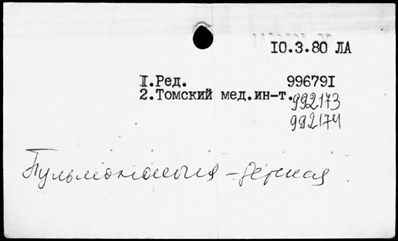 10.3.80 ЛА
I.Ред. 996791
2.Томский мед.ин-т. 992173
992174
Пульмонология - детская